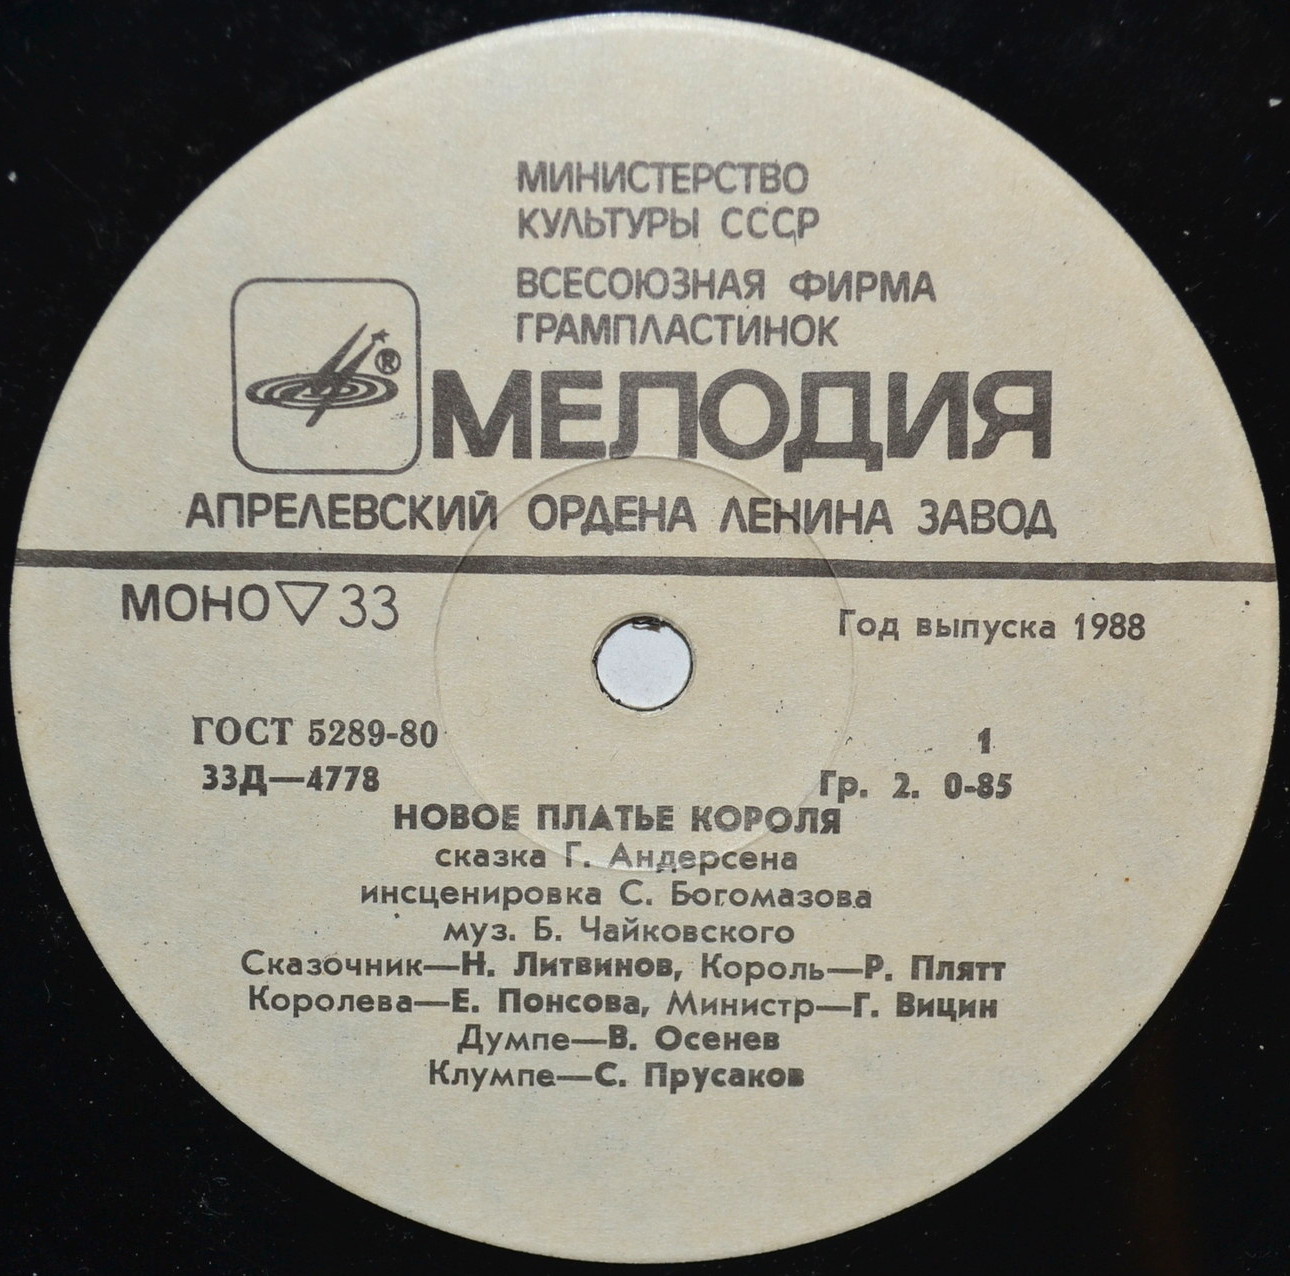 МИНИСТЕРСТВО
КУЛЬТУРЫ СССР
ВСЕСОЮЗНАЯ ФИРМА
ГРАМПЛАСТИНОК
®
МЕЛОДИЯ
АПРЕЛЕВСКИЙ ОРДЕНА ЛЕНИНА ЗАВОД
МОНО ▽ 33
Год выпуска 1988
ГОСТ 5289-80
1
33Д—4778
Гр. 2. 0-85
НОВОЕ ПЛАТЬЕ КОРОЛЯ
сказка Г. Андерсена
инсценировка С. Богомазова
муз. Б. Чайковского
Сказочник—Н. Литвинов, Король—Р. Плятт
Королева—Е. Понсова, Министр—Г. Вицин
Думпе—В. Осенев
Клумпе—С. Прусаков